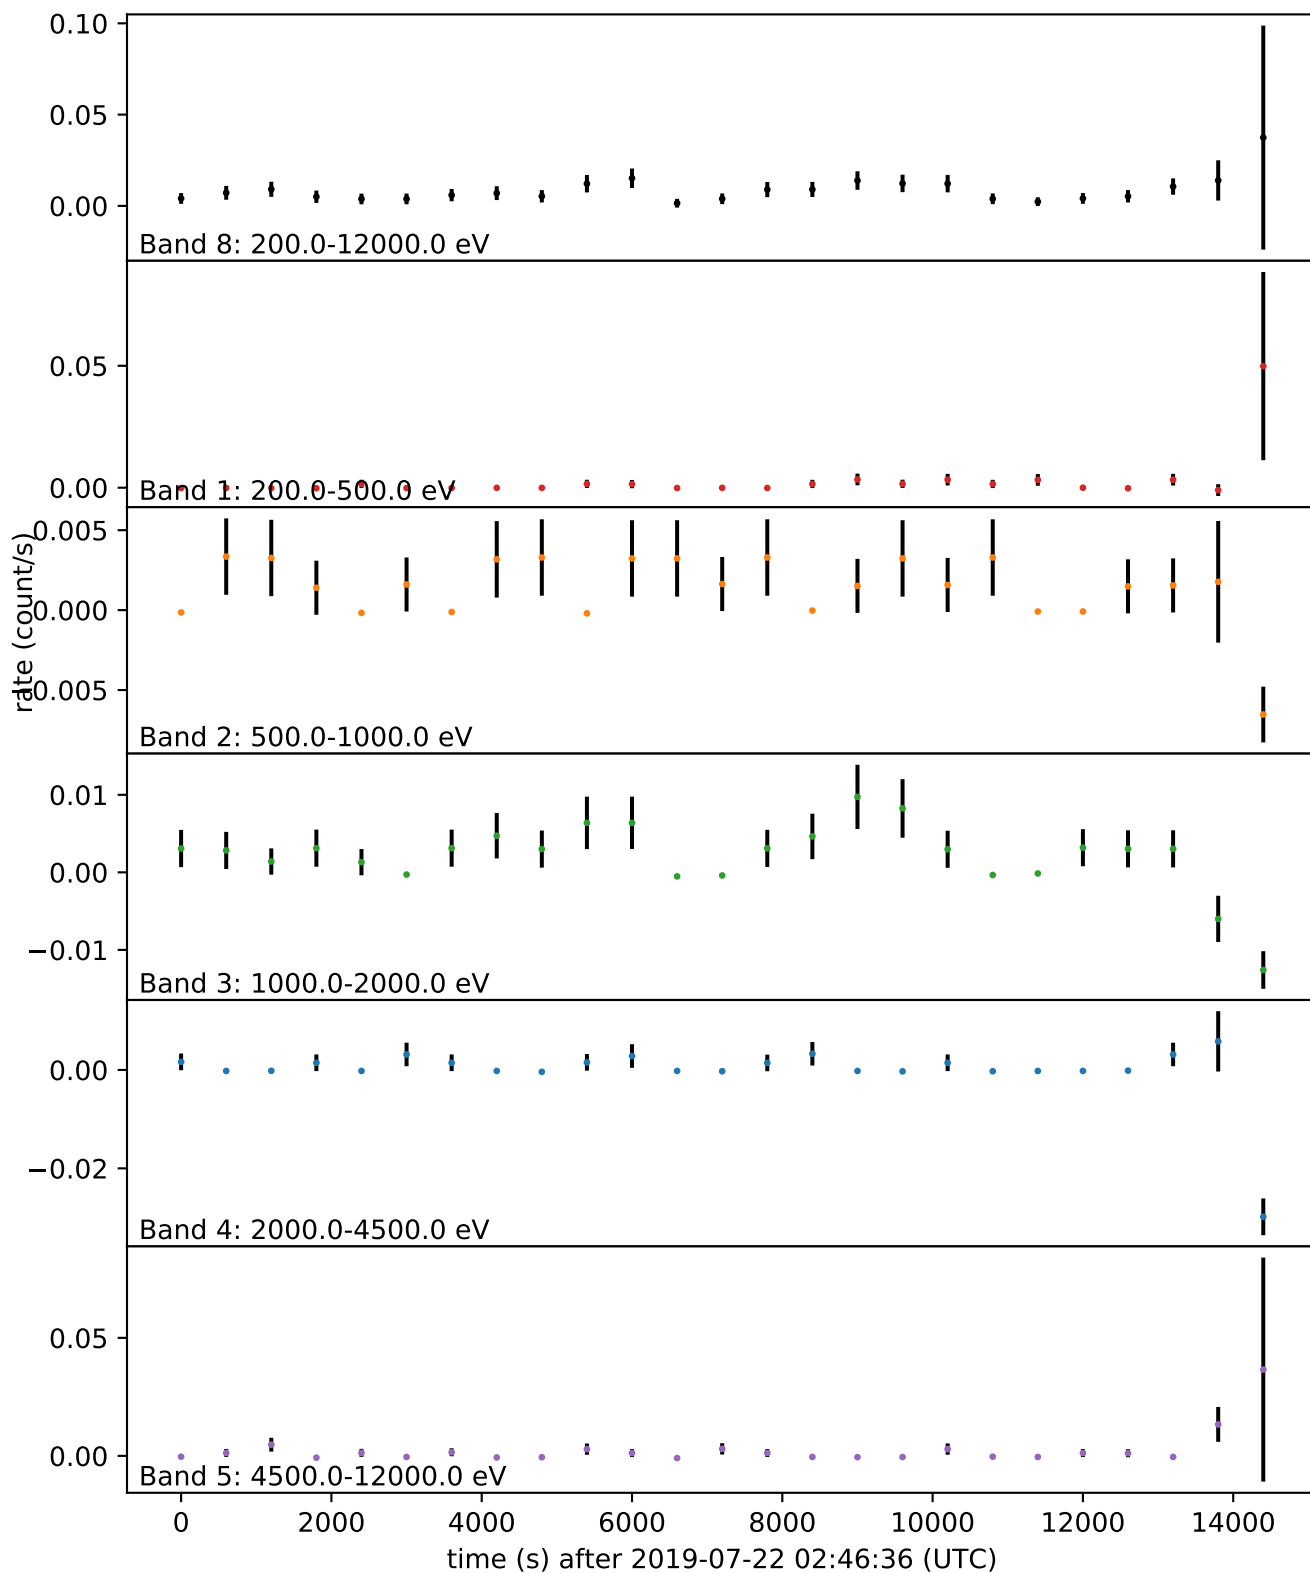 0.10
0.05
0.00
Band 8: 200.0-12000.0 eV
0.05
0.00
Band 1: 200.0-500.0 eV
rate (count/s)
0.005
0.000
−0.005
Band 2: 500.0-1000.0 eV
0.01
0.00
−0.01
Band 3: 1000.0-2000.0 eV
0.00
−0.02
Band 4: 2000.0-4500.0 eV
0.05
0.00
Band 5: 4500.0-12000.0 eV
0 2000 4000 6000 8000 10000 12000 14000
time (s) after 2019-07-22 02:46:36 (UTC)